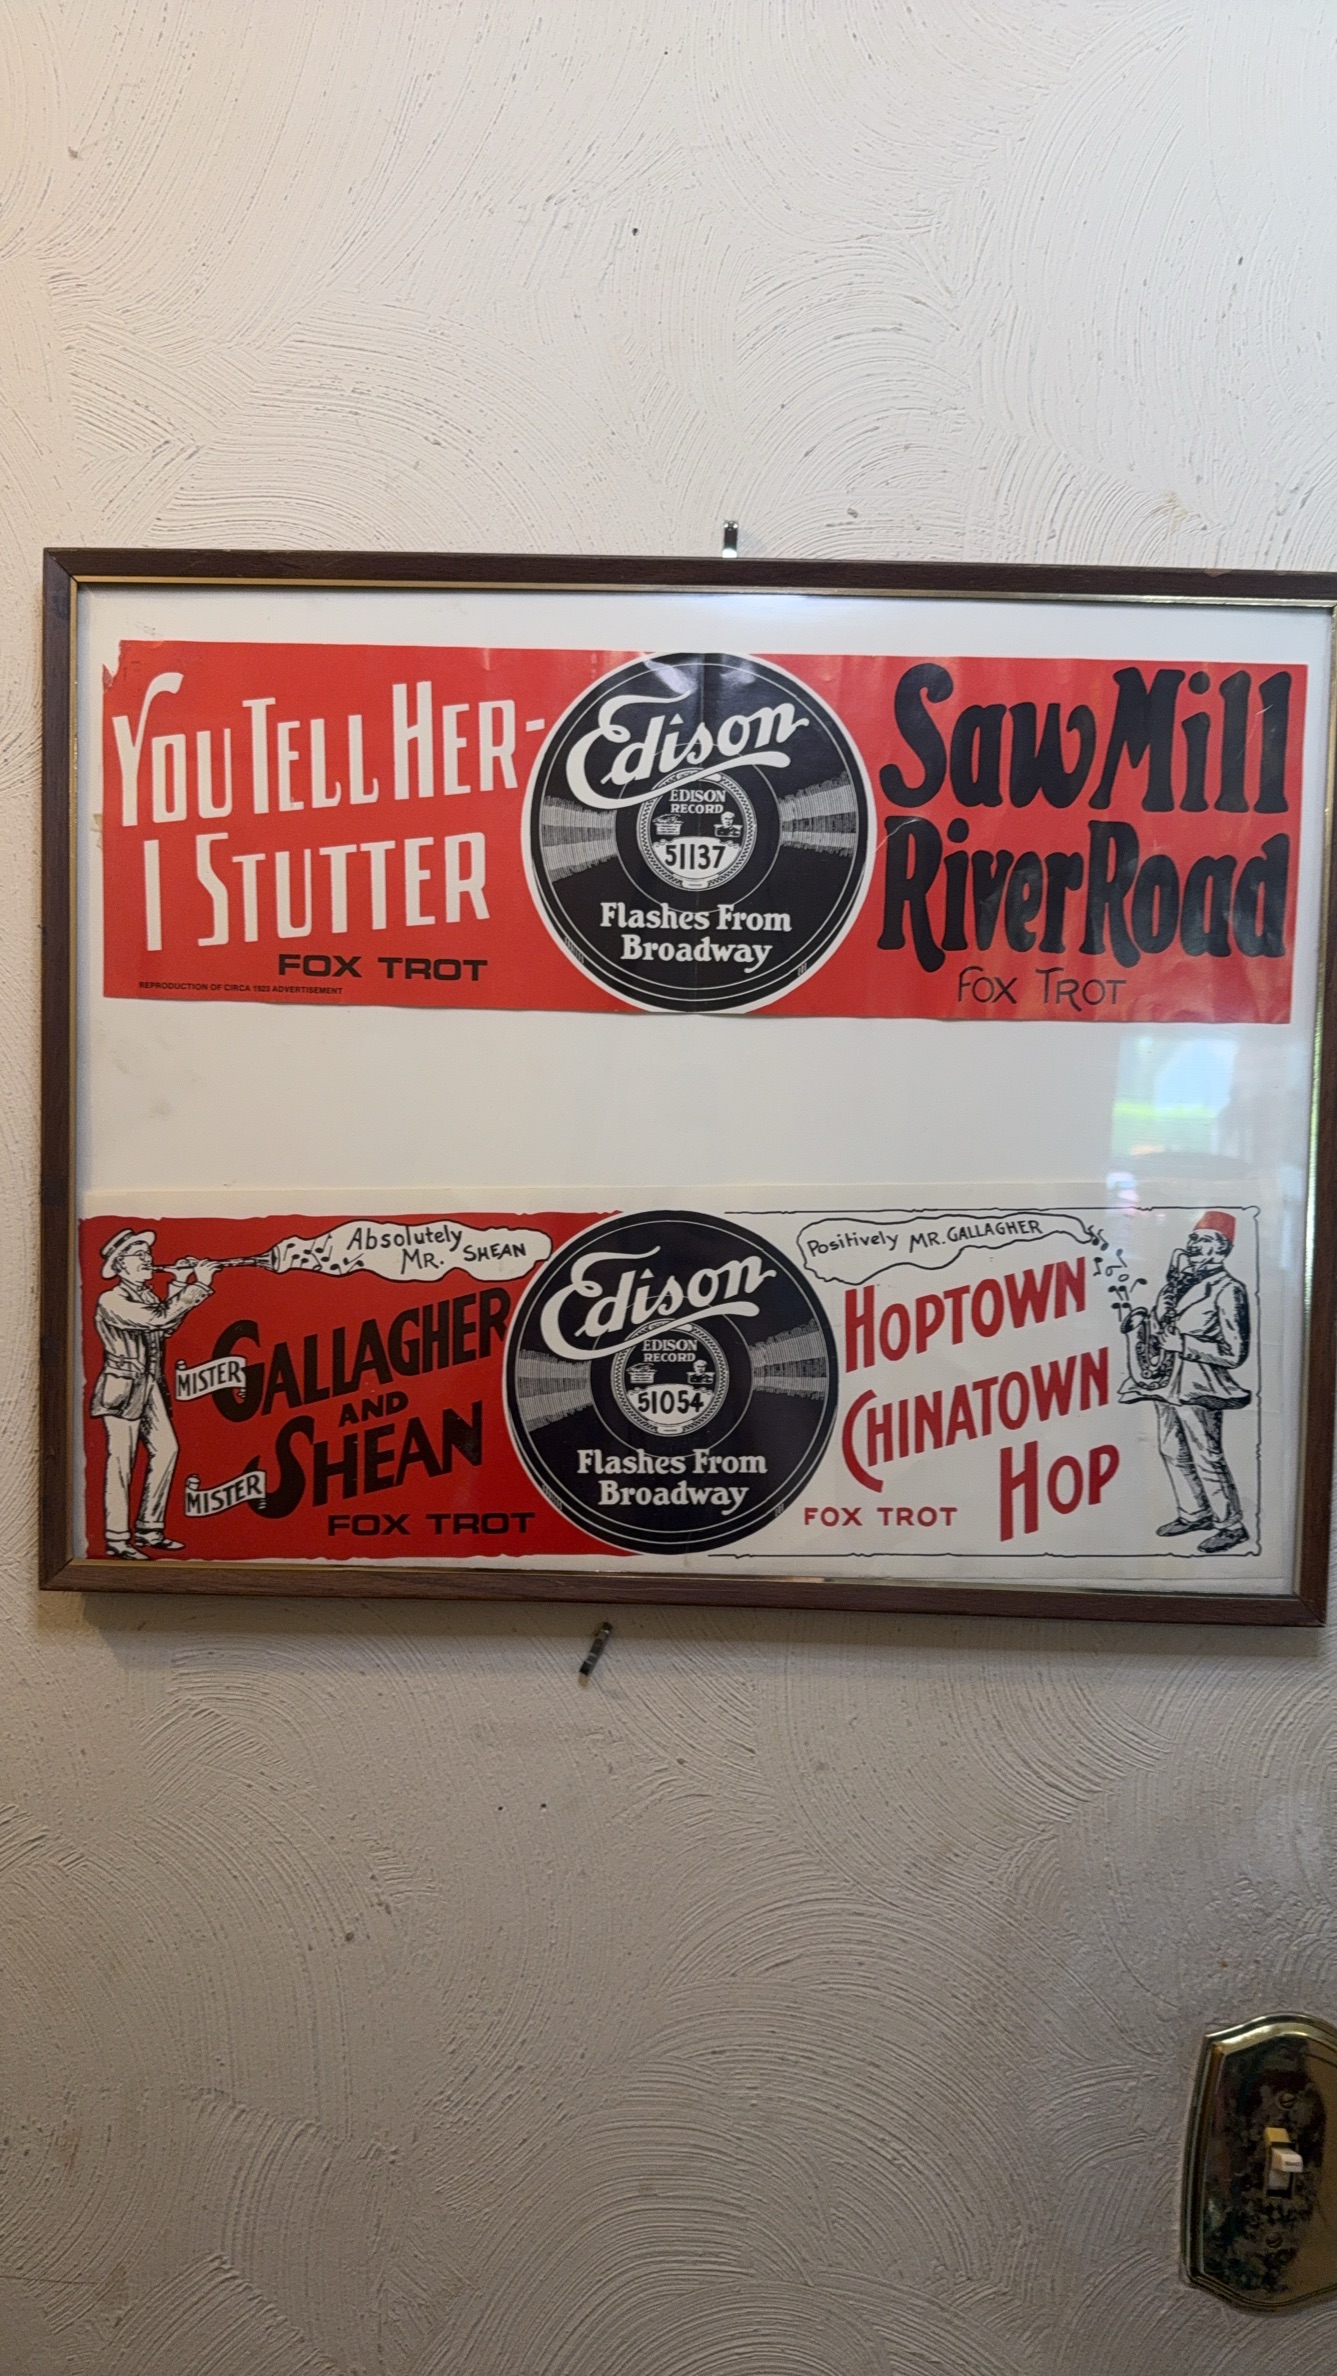 YOU TELL HER-
I STUTTER
FOX TROT
REPRODUCTION OF CIRCA 1923 ADVERTISEMENT
Edison
EDISON
RECORD
51137
Flashes From
Broadway
Saw Mill
River Road
FOX TROT
Absolutely
MR. SHEAN
MISTER GALLAGHER
AND
MISTER SHEAN
FOX TROT
Edison
EDISON
RECORD
51054
Flashes From
Broadway
Positively MR. GALLAGHER
HOPTOWN
CHINATOWN
HOP
FOX TROT